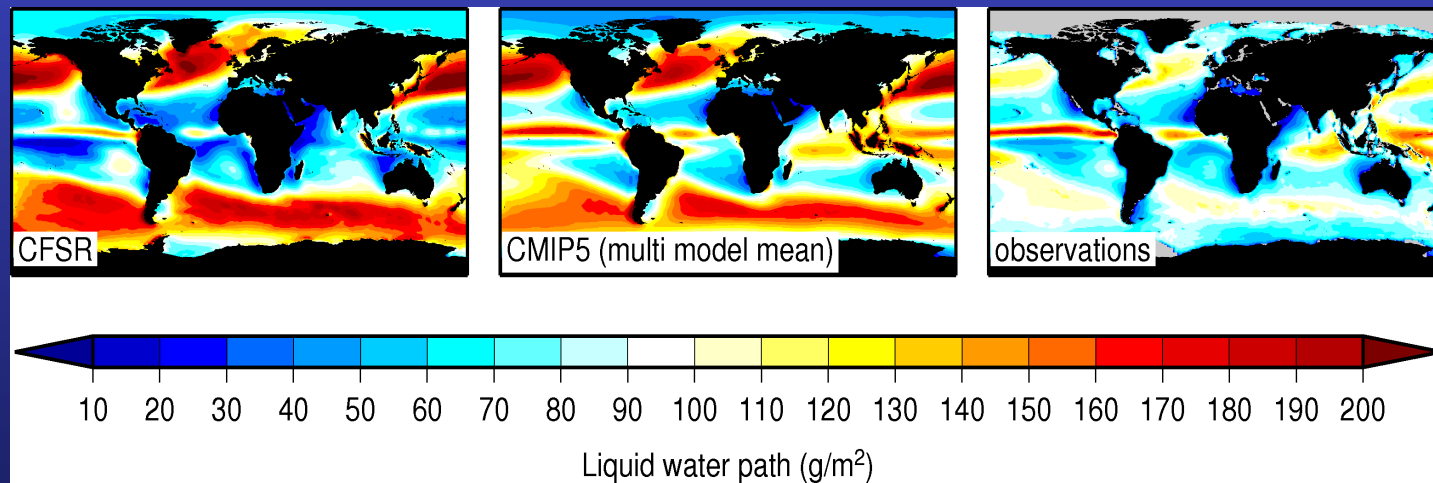 CFSR
CMIP5 (multi model mean)
observations
10 20 30 40 50 60 70 80 90 100 110 120 130 140 150 160 170 180 190 200
Liquid water path (g/m²)